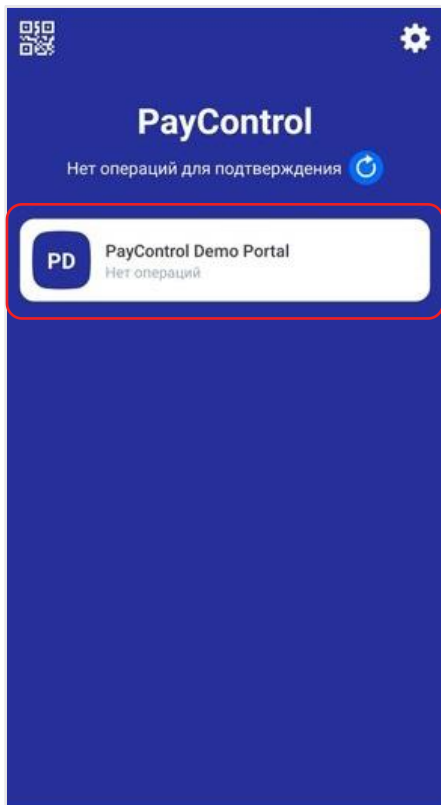 PayControl
Нет операций для подтверждения
PD
PayControl Demo Portal
Нет операций